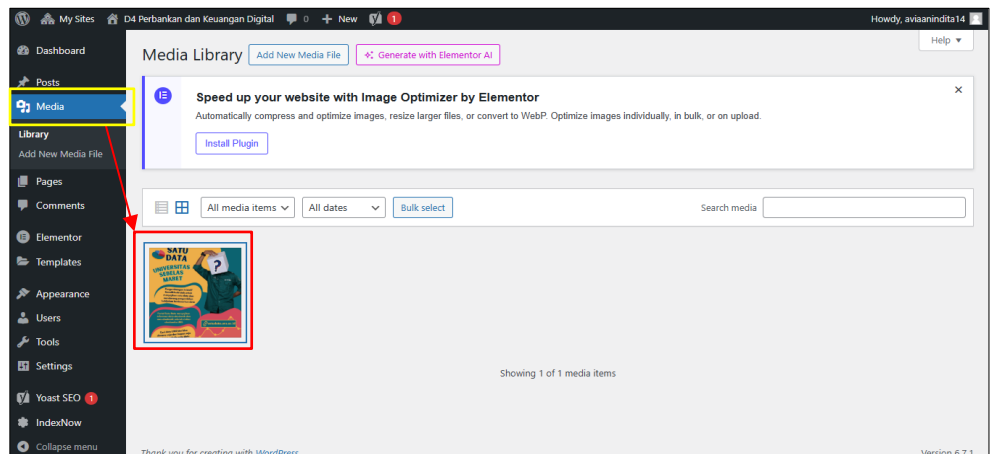 My Sites D4 Perbankan dan Keuangan Digital 0 + New 1 Howdy, aviaanindita14
Dashboard
Posts
Media
Library
Add New Media File
Pages
Comments
Elementor
Templates
Appearance
Users
Tools
Settings
Yoast SEO 1
IndexNow
Collapse menu
Help
Media Library Add New Media File Generate with Elementor AI
Speed up your website with Image Optimizer by Elementor
Automatically compress and optimize images, resize larger files, or convert to WebP. Optimize images individually, in bulk, or on upload.
Install Plugin
All media items All dates Bulk select Search media
SATU
DATA
UNIVERSITAS
SEBELAS
MARET
?
Showing 1 of 1 media items
Thank you for creating with WordPress. Version 6.7.1